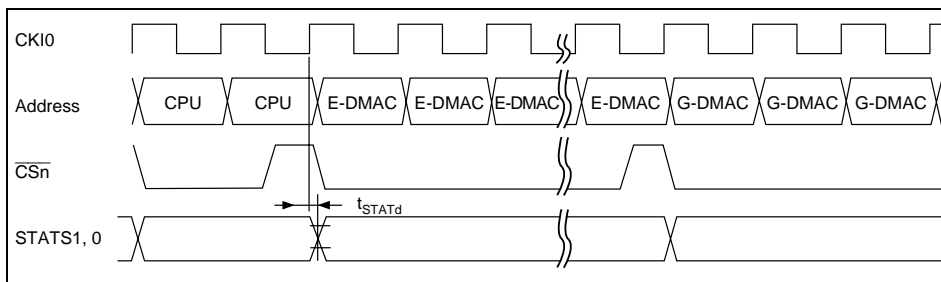 CKI0
Address CPU CPU E-DMAC E-DMAC E-DMAC E-DMAC G-DMAC G-DMAC G-DMAC
CSn
tSTATd
STATS1, 0